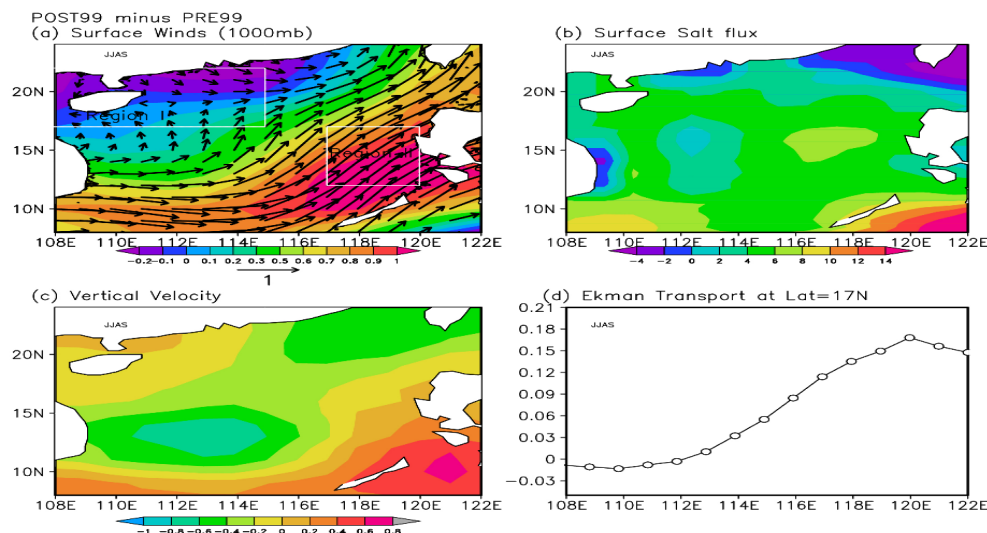 POST99 minus PRE99
(a) Surface Winds (1000mb)
JJAS
Region I
Region II
20N
15N
10N
108E 110E 112E 114E 116E 118E 120E 122E
-0.2 -0.1 0 0.1 0.2 0.3 0.5 0.6 0.7 0.8 0.9 1
1
(b) Surface Salt flux
JJAS
20N
15N
10N
108E 110E 112E 114E 116E 118E 120E 122E
-4 -2 0 2 4 6 8 10 12 14
(c) Vertical Velocity
JJAS
20N
15N
10N
108E 110E 112E 114E 116E 118E 120E 122E
-1 -0.8 -0.6 -0.4 -0.2 0 0.2 0.4 0.6 0.8
(d) Ekman Transport at Lat=17N
JJAS
0.21
0.18
0.15
0.12
0.09
0.06
0.03
0
-0.03
108E 110E 112E 114E 116E 118E 120E 122E